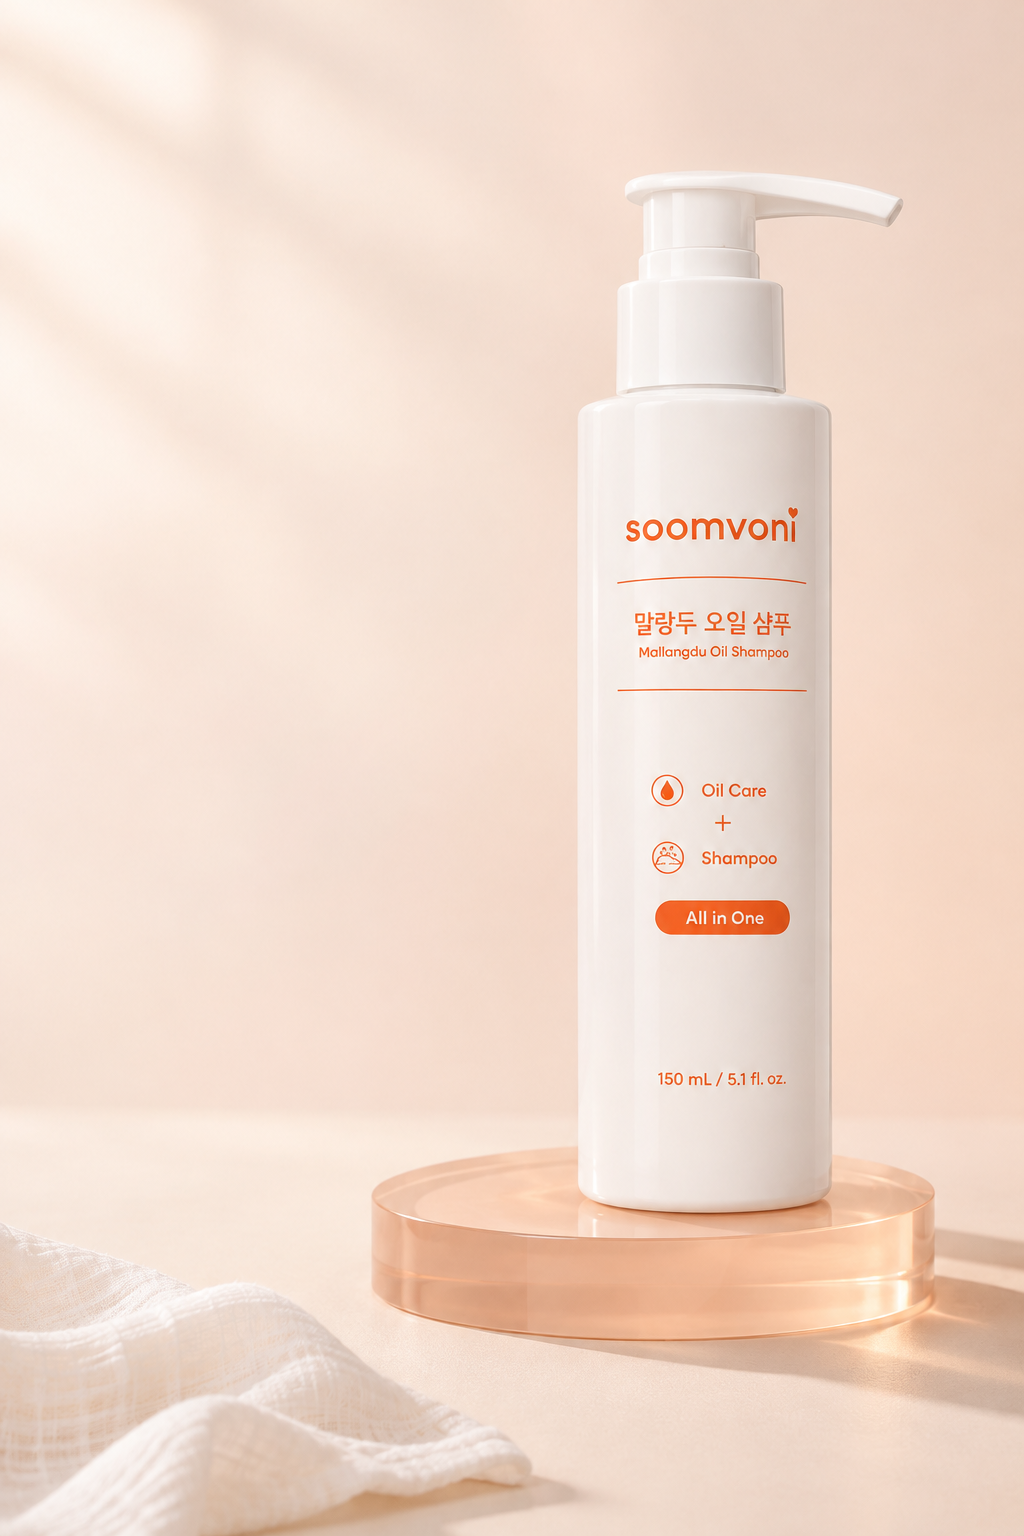 soomvoni
말랑두 오일 샴푸
Mallangdu Oil Shampoo
Oil Care
+
Shampoo
All in One
150 mL / 5.1 fl. oz.